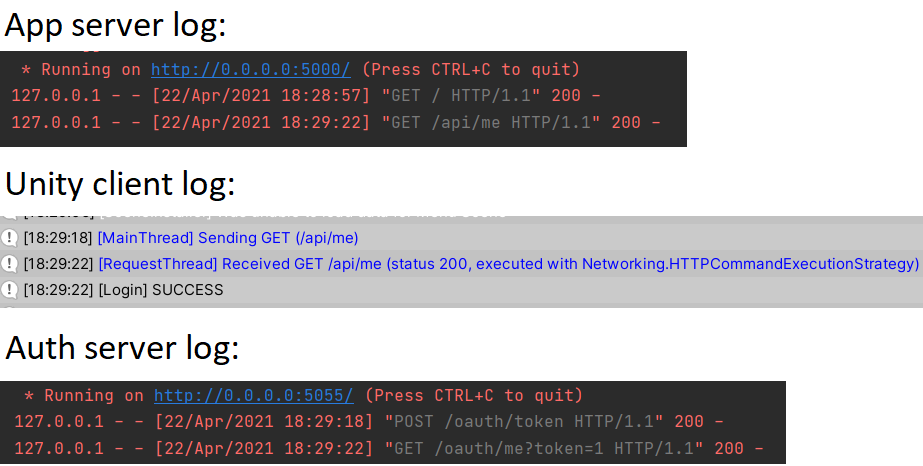 App server log:
* Running on http://0.0.0.0:5000/ (Press CTRL+C to quit)
127.0.0.1 - - [22/Apr/2021 18:28:57] "GET / HTTP/1.1" 200 -
127.0.0.1 - - [22/Apr/2021 18:29:22] "GET /api/me HTTP/1.1" 200 -
Unity client log:
[18:29:18] [MainThread] Sending GET (/api/me)
[18:29:22] [RequestThread] Received GET /api/me (status 200, executed with Networking.HTTPCommandExecutionStrategy)
[18:29:22] [Login] SUCCESS
Auth server log:
* Running on http://0.0.0.0:5055/ (Press CTRL+C to quit)
127.0.0.1 - - [22/Apr/2021 18:29:18] "POST /oauth/token HTTP/1.1" 200 -
127.0.0.1 - - [22/Apr/2021 18:29:22] "GET /oauth/me?token=1 HTTP/1.1" 200 -